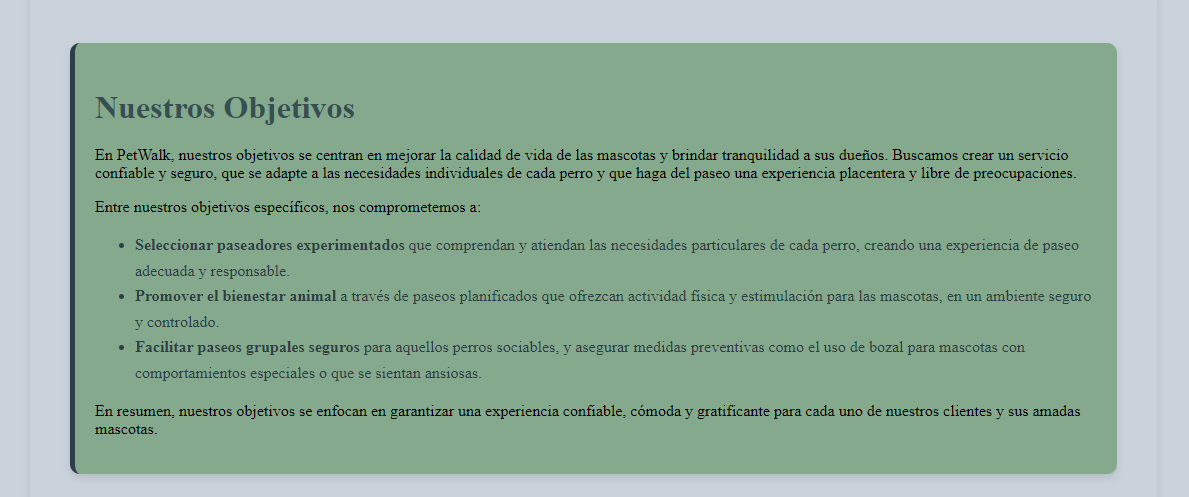 Nuestros Objetivos
En PetWalk, nuestros objetivos se centran en mejorar la calidad de vida de las mascotas y brindar tranquilidad a sus dueños. Buscamos crear un servicio
confiable y seguro, que se adapte a las necesidades individuales de cada perro y que haga del paseo una experiencia placentera y libre de preocupaciones.
Entre nuestros objetivos específicos, nos comprometemos a:
• Seleccionar paseadores experimentados que comprendan y atiendan las necesidades particulares de cada perro, creando una experiencia de paseo
adecuada y responsable.
• Promover el bienestar animal a través de paseos planificados que ofrezcan actividad física y estimulación para las mascotas, en un ambiente seguro
y controlado.
• Facilitar paseos grupales seguros para aquellos perros sociables, y asegurar medidas preventivas como el uso de bozal para mascotas con
comportamientos especiales o que se sientan ansiosas.
En resumen, nuestros objetivos se enfocan en garantizar una experiencia confiable, cómoda y gratificante para cada uno de nuestros clientes y sus amadas
mascotas.